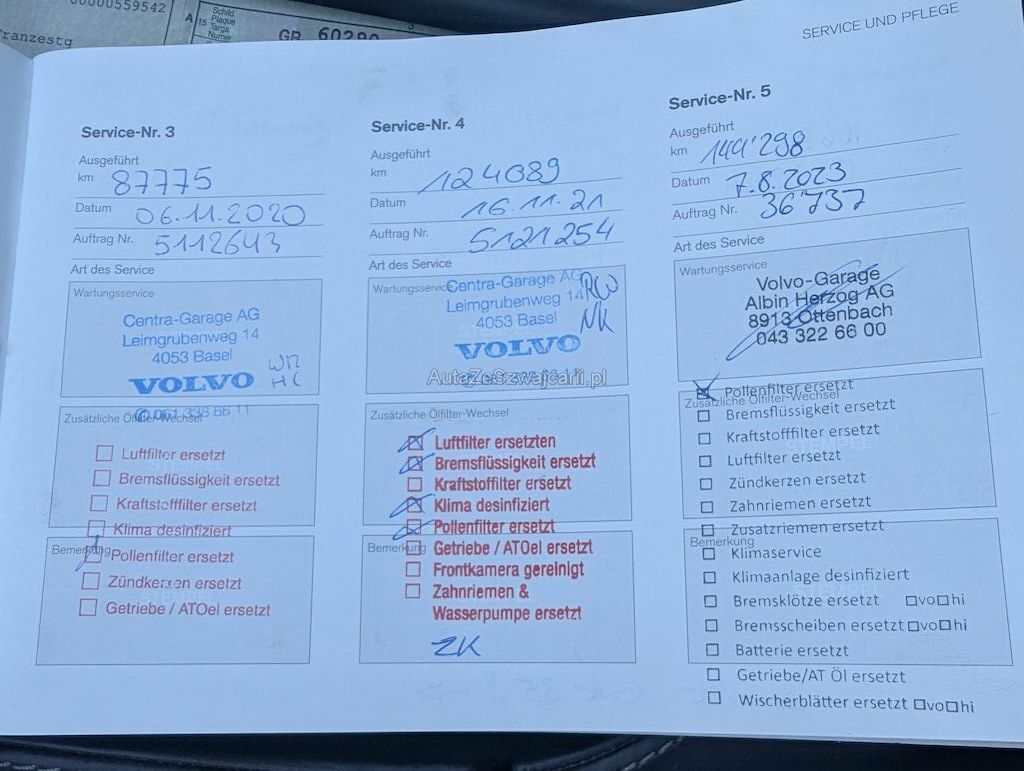 00000559542
ranzestg
A
15
Schild
Plaque
Targa
Numer
GR
SERVICE UND PFLEGE
Service-Nr. 3
Ausgeführt
km 87775
Datum 06.11.2020
Auftrag Nr. 5112643
Art des Service
Wartungsservice
Centra-Garage AG
Leimgrubenweg 14
4053 Basel
VOLVO
Zusätzliche Ölfilter-Wechsel
Luftfilter ersetzt
Bremsflüssigkeit ersetzt
Kraftstofffilter ersetzt
Klima desinfiziert
Bemerkung
Pollenfilter ersetzt
Zündkerzen ersetzt
Getriebe / ATOel ersetzt
Service-Nr. 4
Ausgeführt
km 124089
Datum 16.11.21
Auftrag Nr. 5121254
Art des Service
Wartungsservice
Centra-Garage AG
Leimgrubenweg 14
4053 Basel
NK
VOLVO
AutaZeSzwajcarii.pl
Zusätzliche Ölfilter-Wechsel
Luftfilter ersetzten
Bremsflüssigkeit ersetzt
Kraftstoffilter ersetzt
Klima desinfiziert
Pollenfilter ersetzt
Bemerkung
Getriebe / ATOel ersetzt
Frontkamera gereinigt
Zahnriemen &
Wasserpumpe ersetzt
ZK
Service-Nr. 5
Ausgeführt
km 144'298
Datum 7.8.2023
Auftrag Nr. 36'737
Art des Service
Wartungsservice
Volvo-Garage
Albin Herzog AG
8913 Ottenbach
043 322 66 00
Pollenfilter ersetzt
Zusätzliche Ölfilter-Wechsel
Bremsflüssigkeit ersetzt
Kraftstofffilter ersetzt
Luftfilter ersetzt
Zündkerzen ersetzt
Zahnriemen ersetzt
Zusatzriemen ersetzt
Bemerkung
Klimaservice
Klimaanlage desinfiziert
Bremsklötze ersetzt vo hi
Bremsscheiben ersetzt vo hi
Batterie ersetzt
Getriebe/AT Öl ersetzt
Wischerblätter ersetzt vo hi